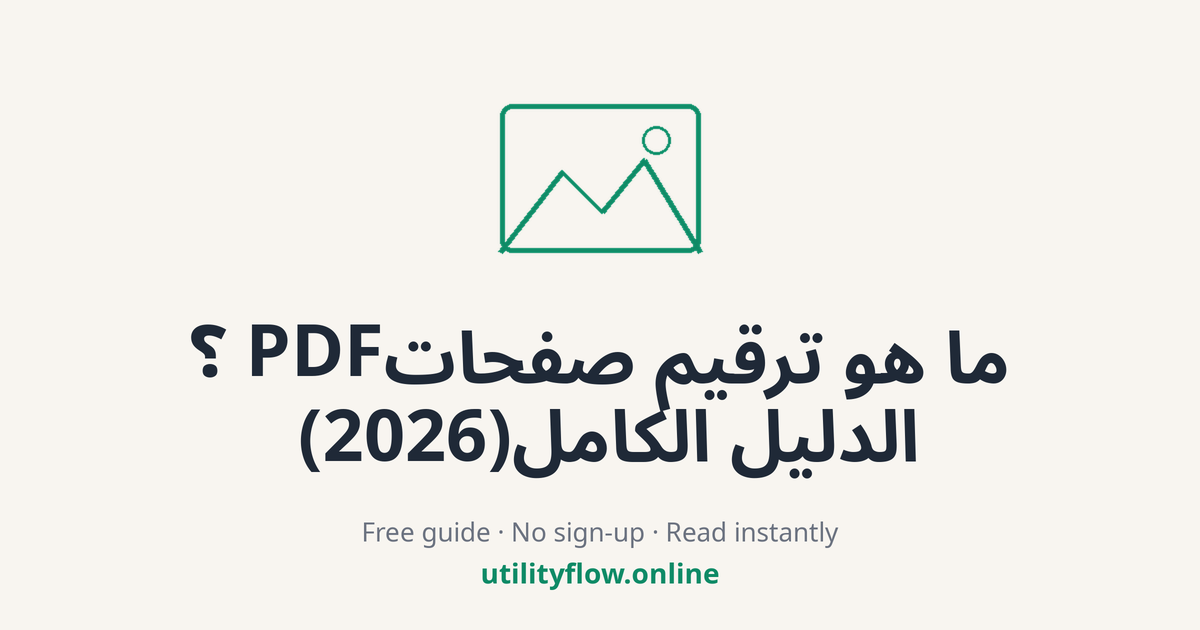 ما هو ترقيم صفحات PDF ؟
الدليل الكامل (2026)
Free guide · No sign-up · Read instantly
utilityflow.online